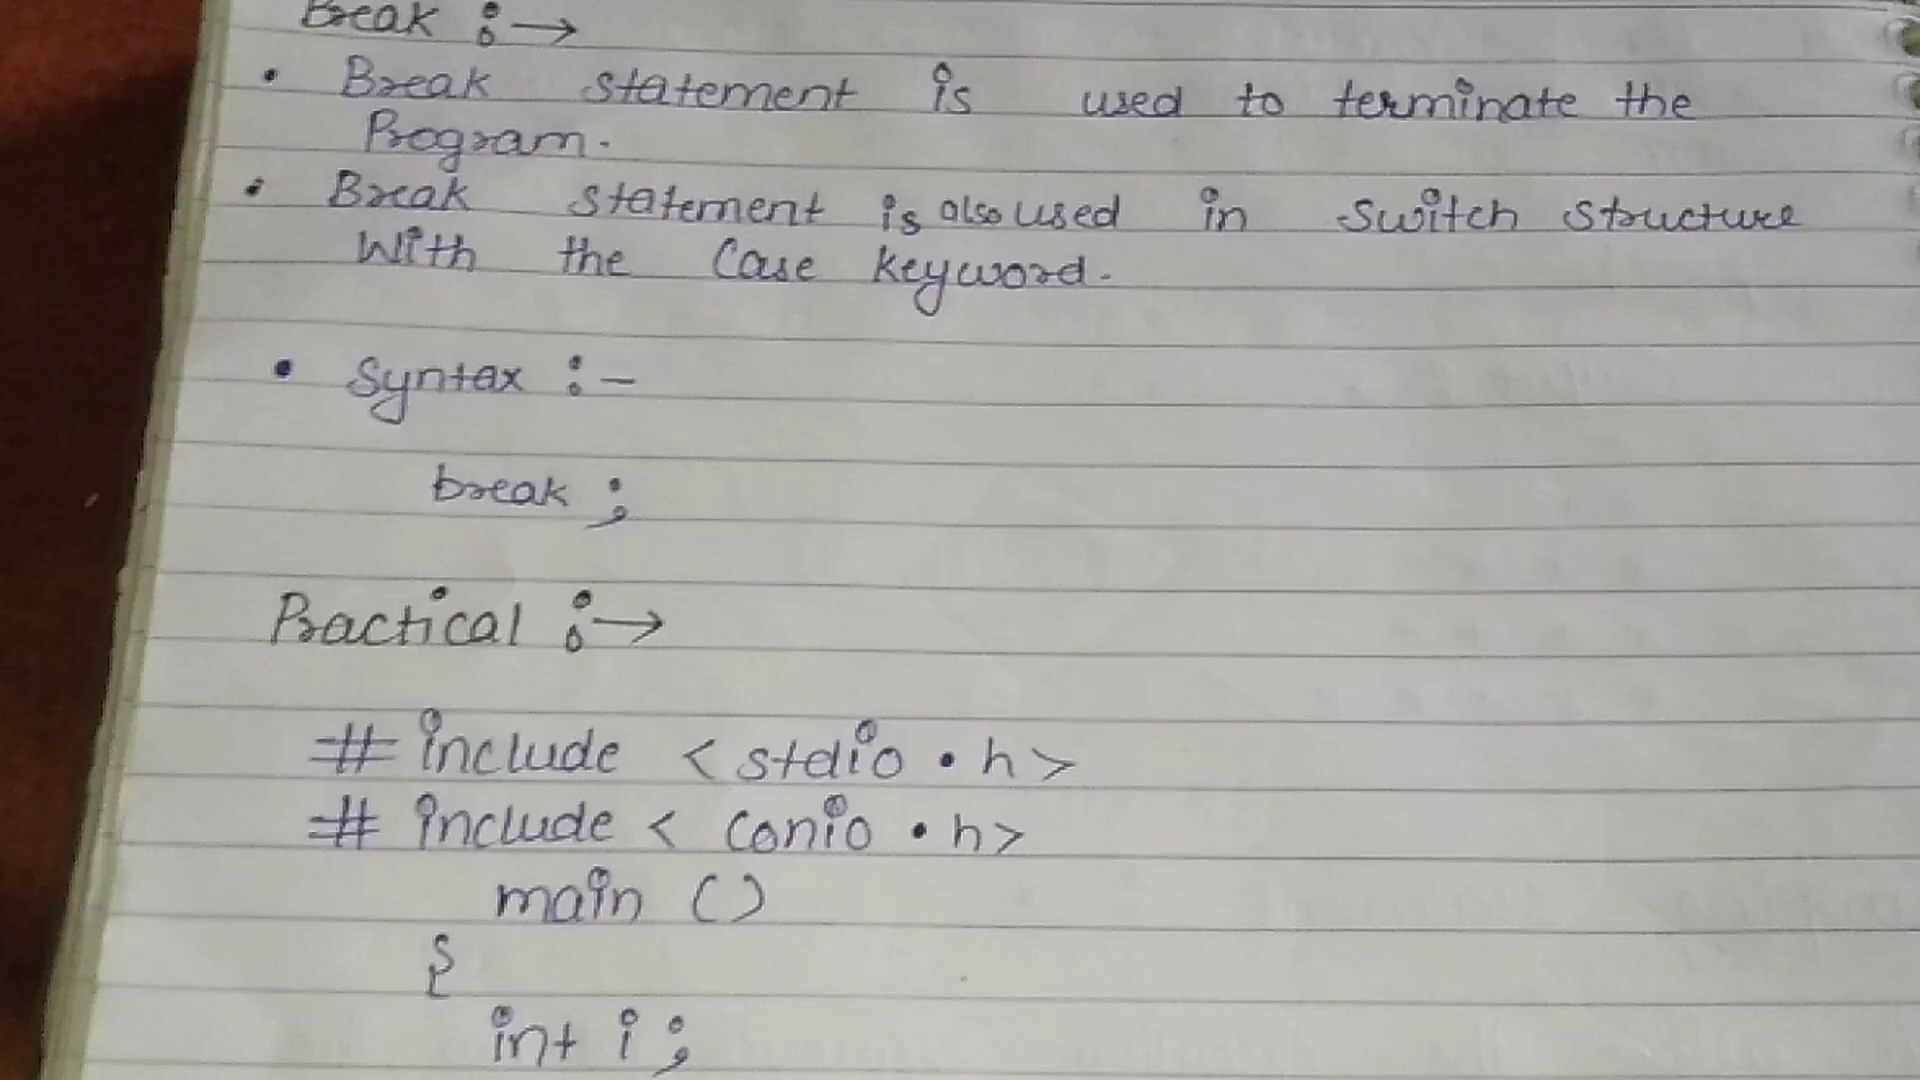 Break :→
• Break statement is used to terminate the
Program.
• Break statement is also used in Switch Structure
With the Case keyword.
• Syntax :-
break ;
Practical :→
# include < stdio . h >
# include < conio . h >
main ()
{
int i ;